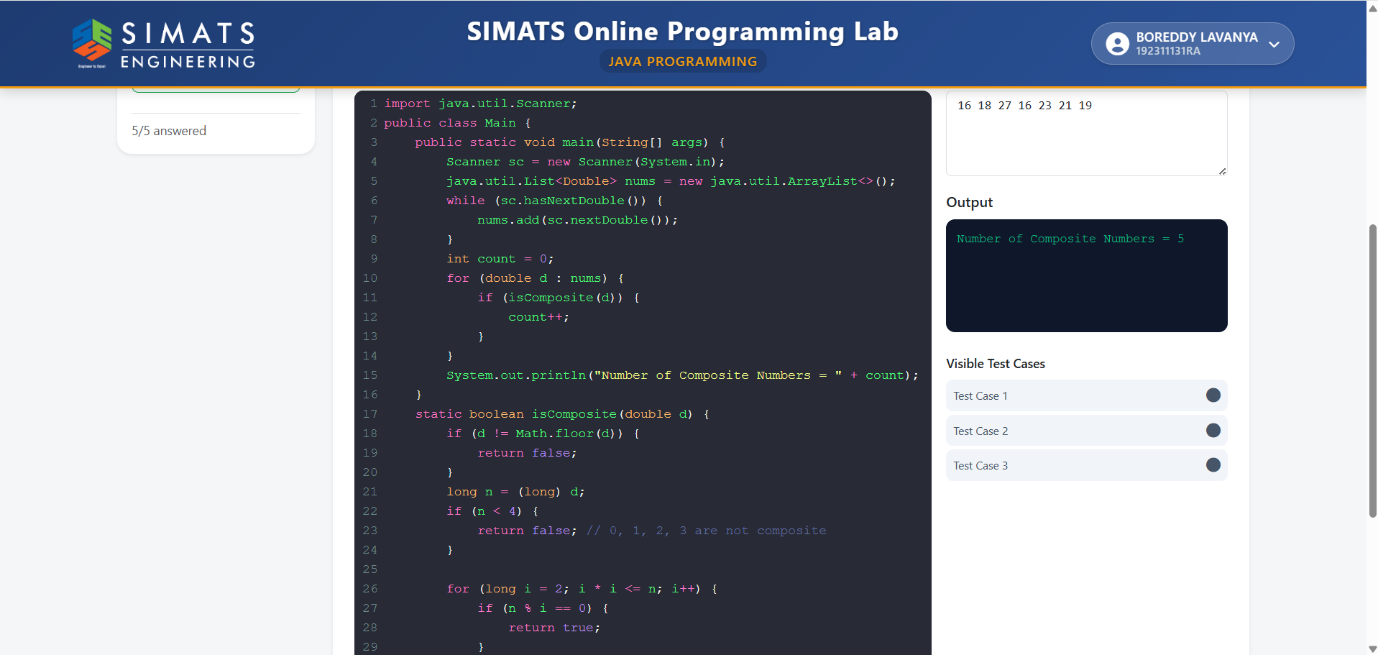 SIMATS
ENGINEERING
Engineer to Excel
SIMATS Online Programming Lab
JAVA PROGRAMMING
BOREDDY LAVANYA
192311131RA
5/5 answered
1 import java.util.Scanner;
2 public class Main {
3     public static void main(String[] args) {
4         Scanner sc = new Scanner(System.in);
5         java.util.List<Double> nums = new java.util.ArrayList<>();
6         while (sc.hasNextDouble()) {
7             nums.add(sc.nextDouble());
8         }
9         int count = 0;
10         for (double d : nums) {
11             if (isComposite(d)) {
12                 count++;
13             }
14         }
15         System.out.println("Number of Composite Numbers = " + count);
16     }
17     static boolean isComposite(double d) {
18         if (d != Math.floor(d)) {
19             return false;
20         }
21         long n = (long) d;
22         if (n < 4) {
23             return false; // 0, 1, 2, 3 are not composite
24         }
25
26         for (long i = 2; i * i <= n; i++) {
27             if (n % i == 0) {
28                 return true;
29             }
16 18 27 16 23 21 19
Output
Number of Composite Numbers = 5
Visible Test Cases
Test Case 1
Test Case 2
Test Case 3